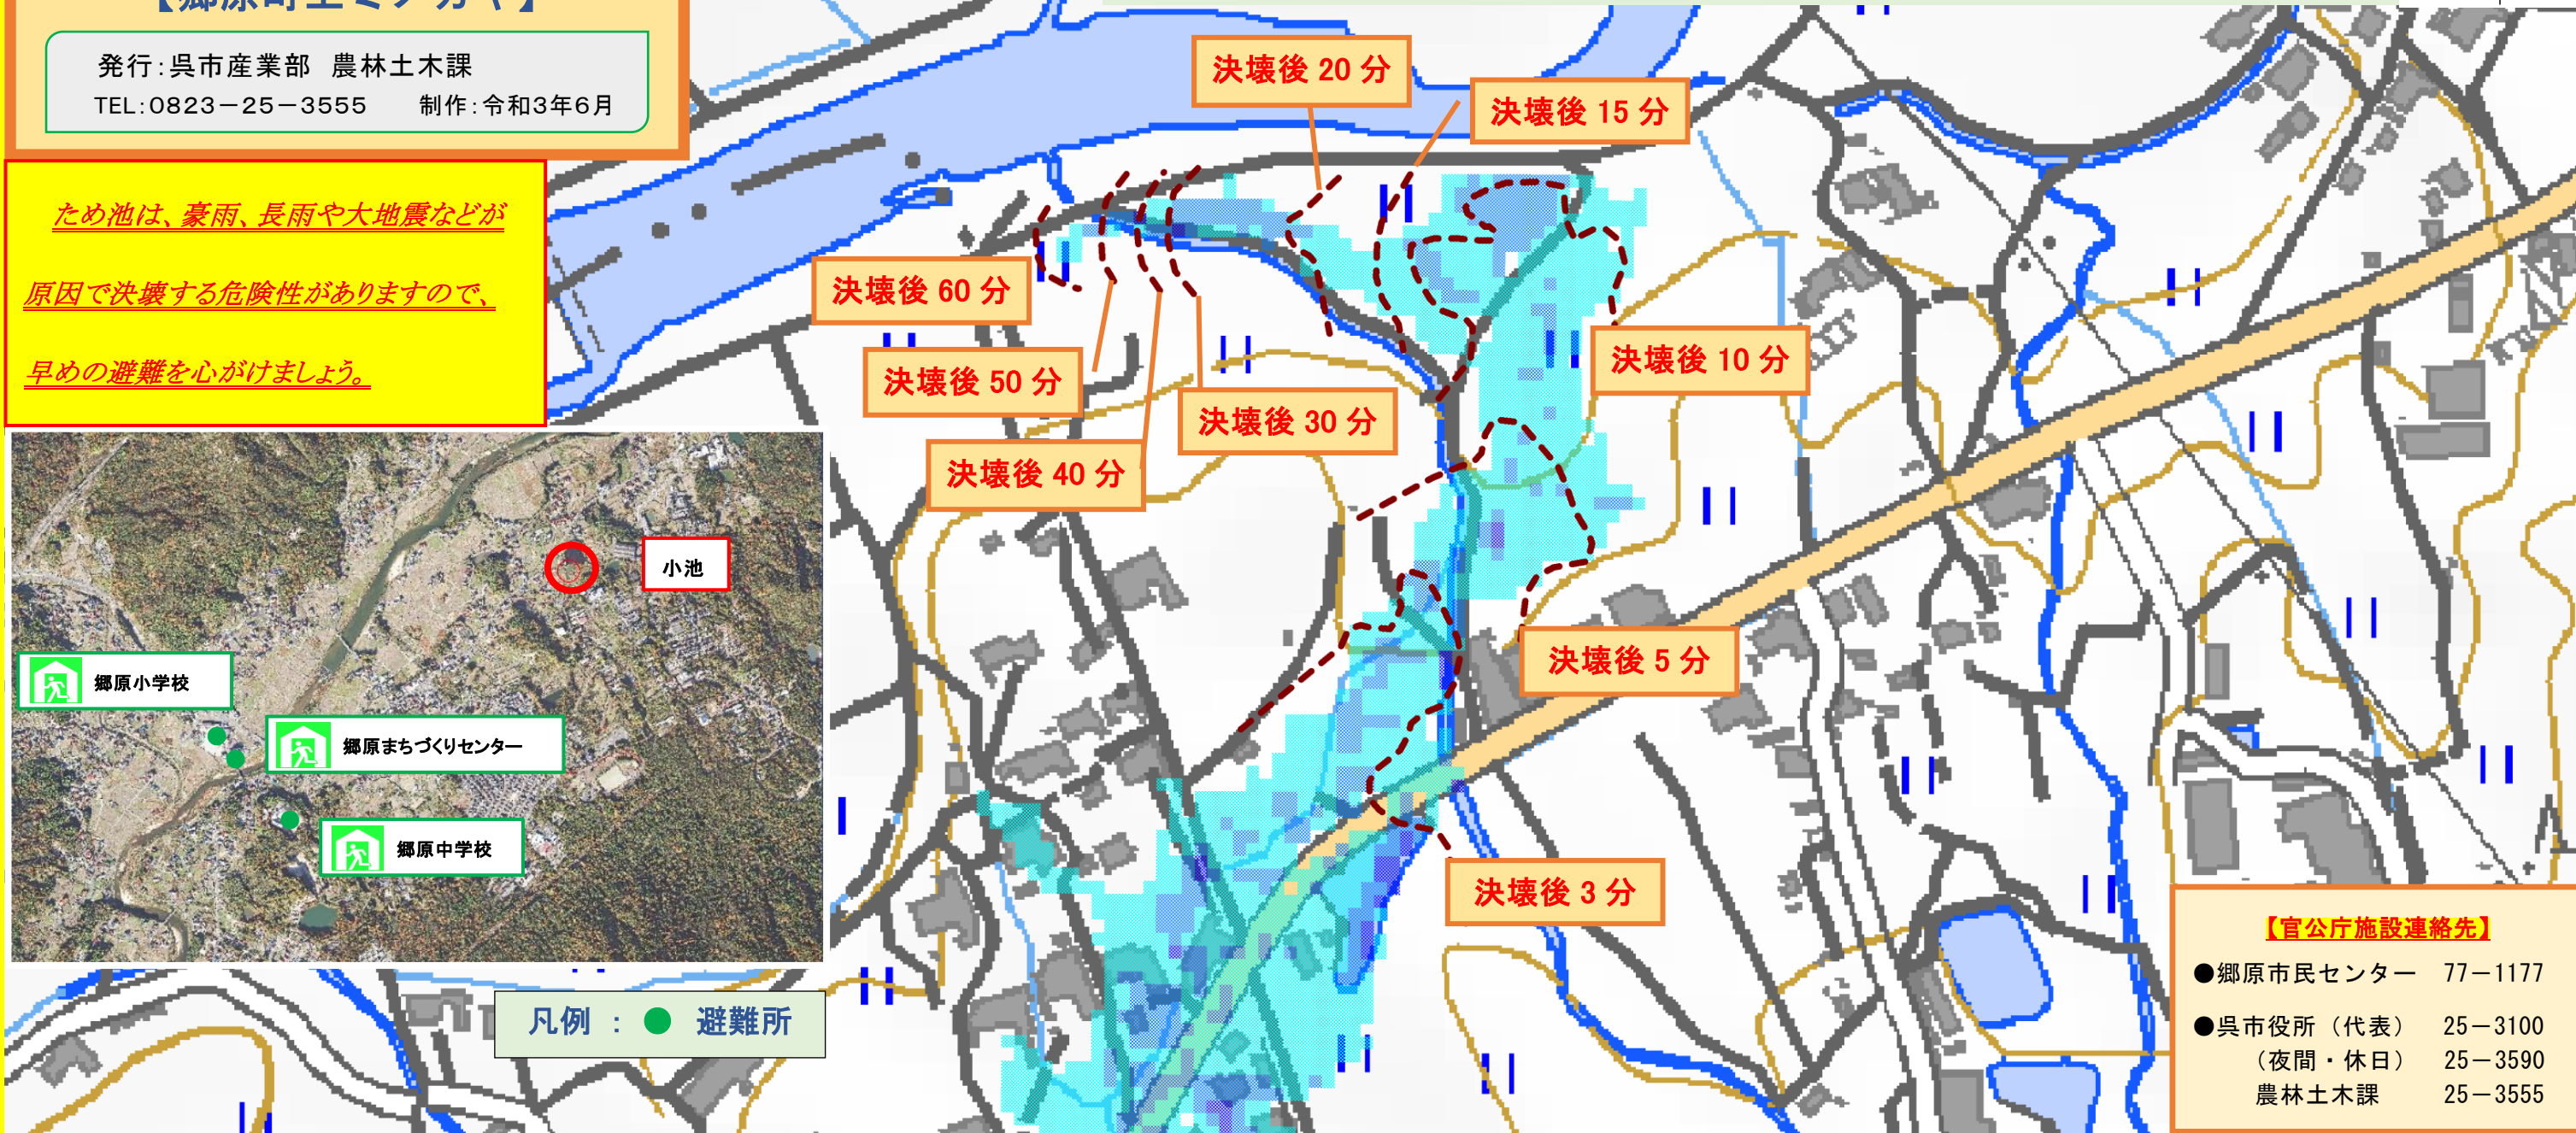 発行：呉市産業部　農林土木課
TEL：0823－25－3555　　制作：令和3年6月
ため池は、豪雨、長雨や大地震などが
原因で決壊する危険性がありますので、
早めの避難を心がけましょう。
決壊後 20 分
決壊後 15 分
決壊後 60 分
決壊後 10 分
決壊後 50 分
決壊後 30 分
決壊後 40 分
決壊後 5 分
決壊後 3 分
小池
郷原小学校
郷原まちづくりセンター
郷原中学校
凡例 ： ● 避難所
【官公庁施設連絡先】
●郷原市民センター　77－1177
●呉市役所（代表）　25－3100
（夜間・休日）　25－3590
農林土木課　25－3555